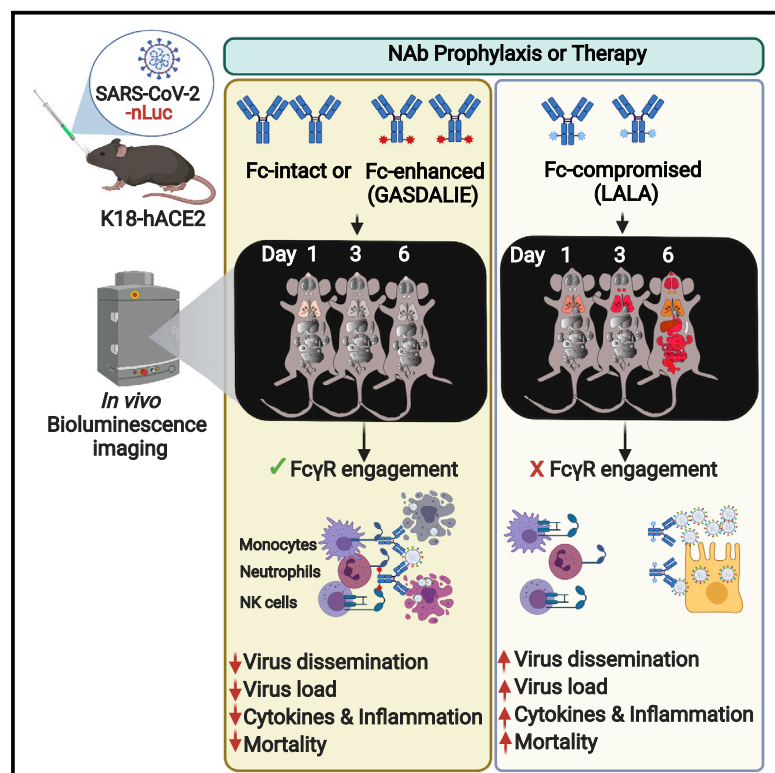 SARS-CoV-2
-nLuc
K18-hACE2
In vivo
Bioluminescence
imaging
NAb Prophylaxis or Therapy
Fc-intact or
Fc-enhanced
(GASDALIE)
Day 1 3 6
✓ FcγR engagement
Monocytes
Neutrophils
NK cells
Virus dissemination
Virus load
Cytokines & Inflammation
Mortality
Fc-compromised
(LALA)
Day 1 3 6
X FcγR engagement
Virus dissemination
Virus load
Cytokines & Inflammation
Mortality